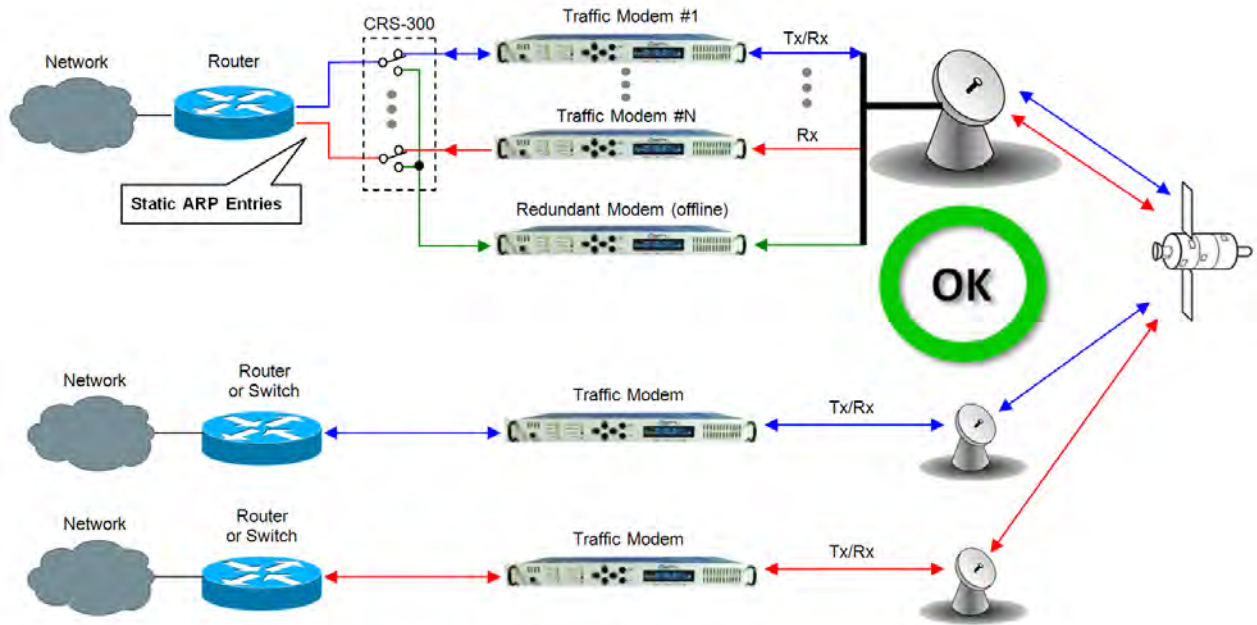 CRS-300
Traffic Modem #1
Network
Router
Tx/Rx
Traffic Modem #N
Rx
Static ARP Entries
Redundant Modem (offline)
OK
Network
Router
or Switch
Traffic Modem
Tx/Rx
Network
Router
or Switch
Traffic Modem
Tx/Rx